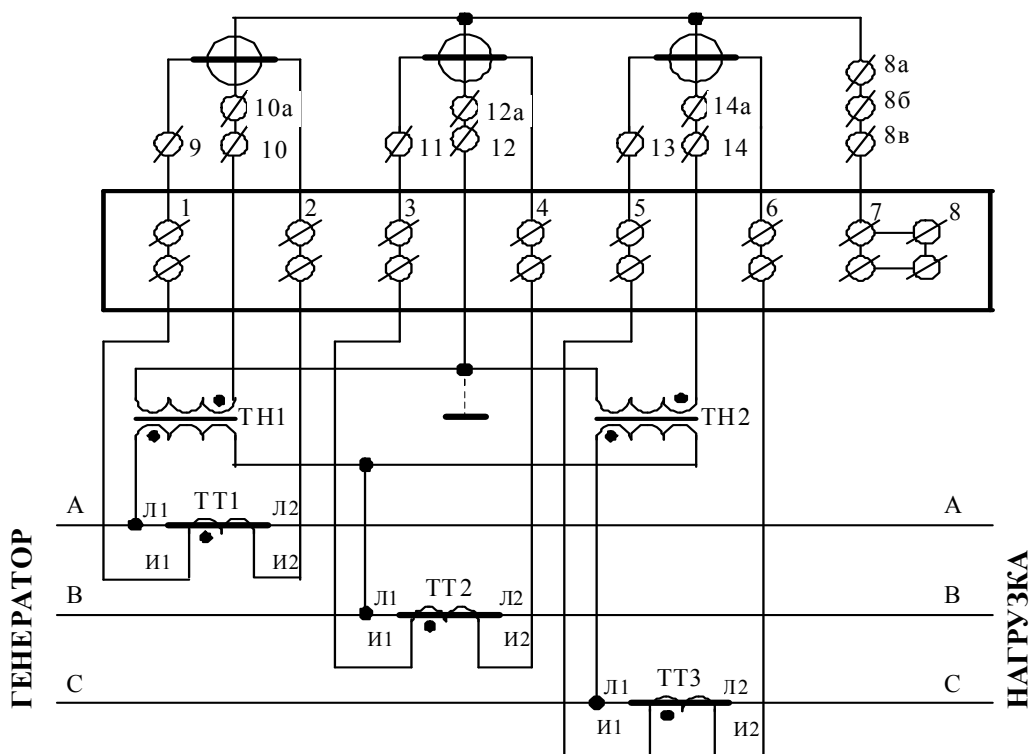 8а
10а
12а
14а
8б
9
10
11
12
13
14
8в
1
2
3
4
5
6
7
8
ТН1
ТН2
А
Л1
ТТ1
Л2
А
И1
И2
В
Л1
ТТ2
Л2
В
И1
И2
С
Л1
ТТ3
Л2
С
И1
И2
ГЕНЕРАТОР
НАГРУЗКА